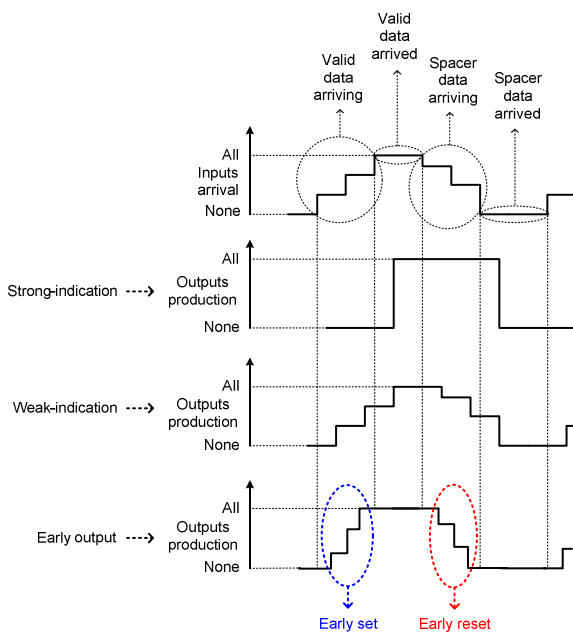 Valid
data
arriving
Valid
data
arrived
Spacer
data
arriving
Spacer
data
arrived
All
Inputs
arrival
None
Strong-indication
All
Outputs
production
None
Weak-indication
All
Outputs
production
None
Early output
All
Outputs
production
None
Early set
Early reset